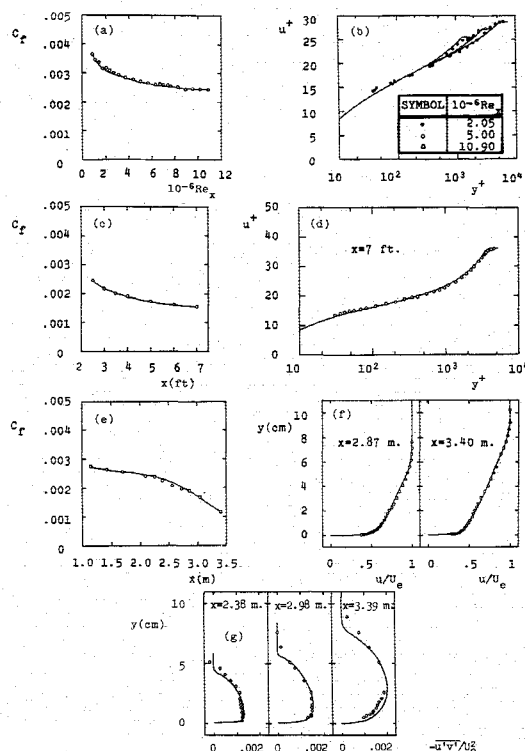 C_f
.005
.004
.003
.002
.001
0
(a)
0 2 4 6 8 10 12
10^-6Re_x
u^+
30
25
20
15
10
5
0
(b)
SYMBOL 10^-6Re_x
2.05
5.00
10.90
10 10^2 10^3 10^4
y^+
C_f
.005
.004
.003
.002
.001
0
(c)
2 3 4 5 6 7
x(ft)
u^+
50
40
30
20
10
0
(d)
x=7 ft.
10 10^2 10^3 10^4
y^+
C_f
.005
.004
.003
.002
.001
0
(e)
1.0 1.5 2.0 2.5 3.0 3.5
x(m)
y(cm)
10
8
6
4
2
0
(f)
x=2.87 m.
x=3.40 m.
0 .5 1
0 .5 1
u/U_e
u/U_e
y(cm)
10
5
0
x=2.38 m.
x=2.98 m.
x=3.39 m.
(g)
0 0.002
0 0.002
0 .002
-u'v'/U_e^2